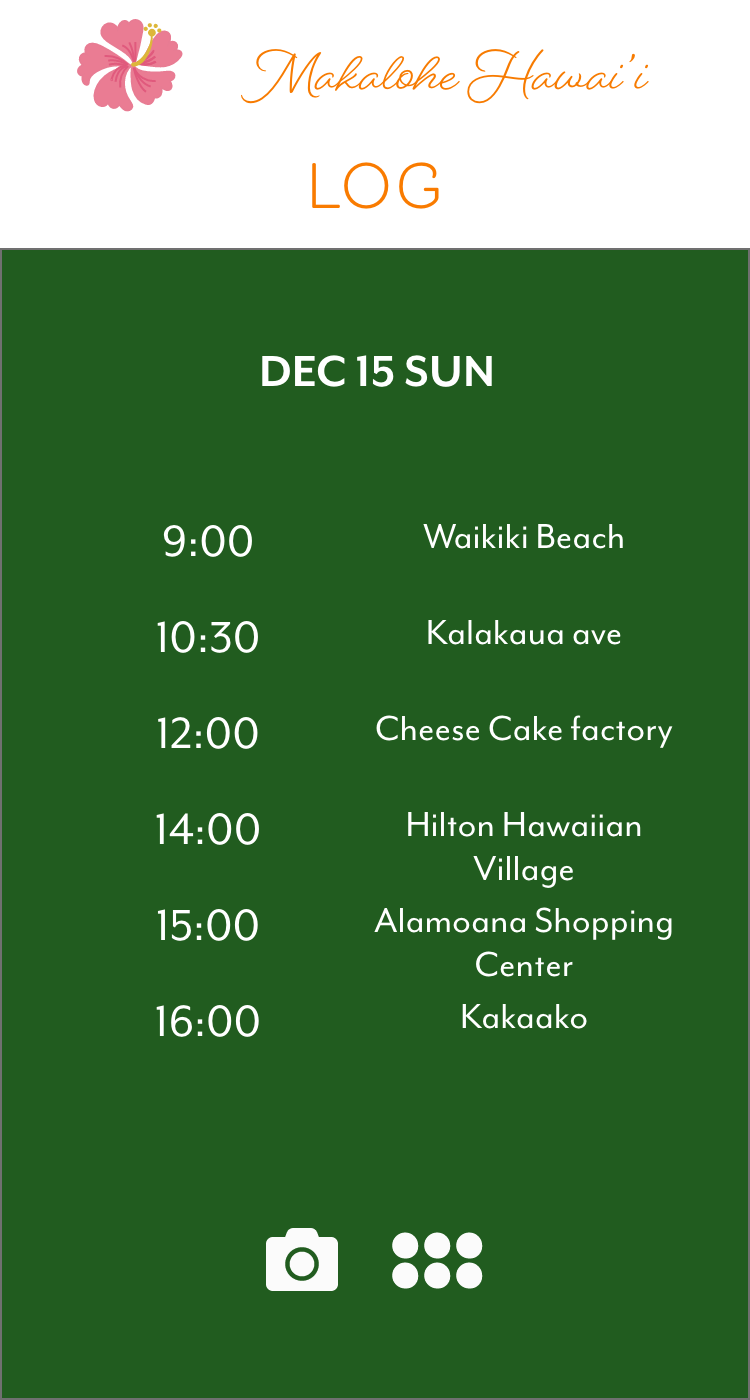 Makalohe Hawai’i
LOG
DEC 15 SUN
9:00 Waikiki Beach
10:30 Kalakaua ave
12:00 Cheese Cake factory
14:00 Hilton Hawaiian
Village
15:00 Alamoana Shopping
Center
16:00 Kakaako